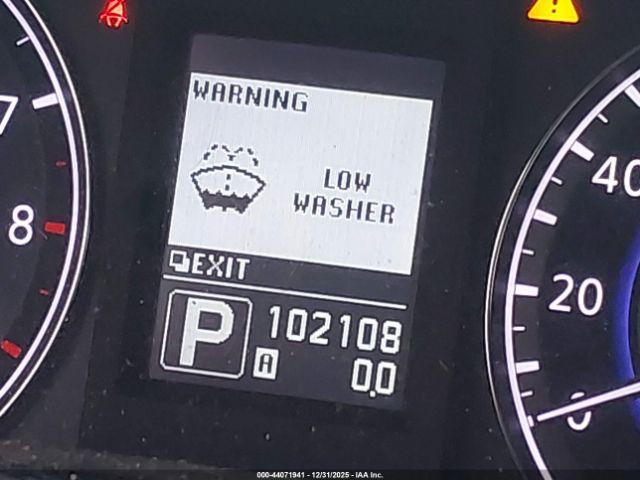 WARNING
LOW
WASHER
EXIT
P
102108
A
0.0
7
8
40
20
0
000-44071941 - 12/31/2025 - IAA Inc.